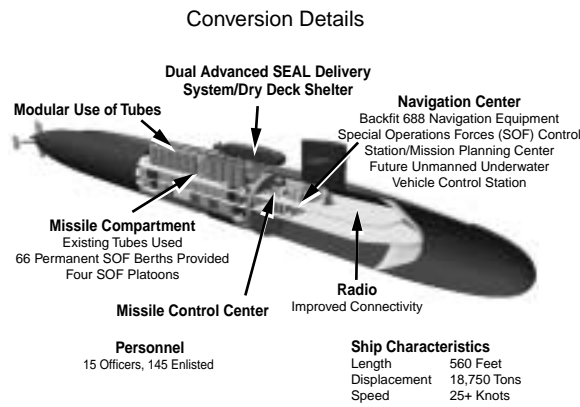 Conversion Details
Dual Advanced SEAL Delivery
System/Dry Deck Shelter
Modular Use of Tubes
Navigation Center
Backfit 688 Navigation Equipment
Special Operations Forces (SOF) Control
Station/Mission Planning Center
Future Unmanned Underwater
Vehicle Control Station
Missile Compartment
Existing Tubes Used
66 Permanent SOF Berths Provided
Four SOF Platoons
Missile Control Center
Radio
Improved Connectivity
Personnel
15 Officers, 145 Enlisted
Ship Characteristics
Length 560 Feet
Displacement 18,750 Tons
Speed 25+ Knots